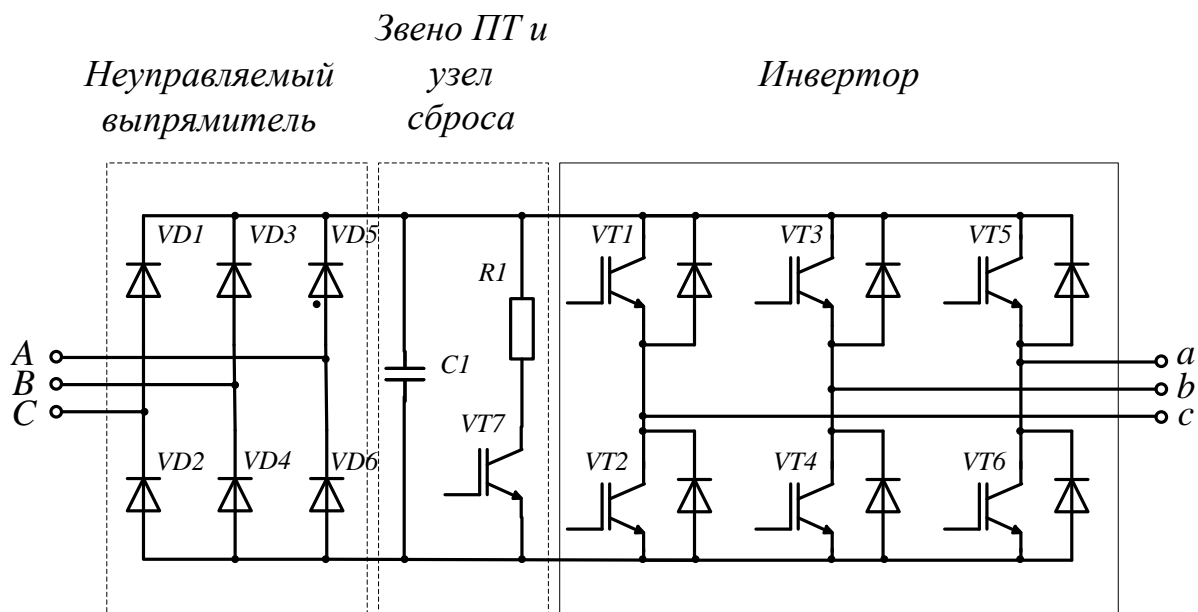 Звено ПТ и
узел
сброса
Неуправляемый
выпрямитель
Инвертор
VD1 VD3 VD5
VT1 VT3 VT5
R1
A
B
C
C1
a
b
c
VT7
VD2 VD4 VD6
VT2 VT4 VT6